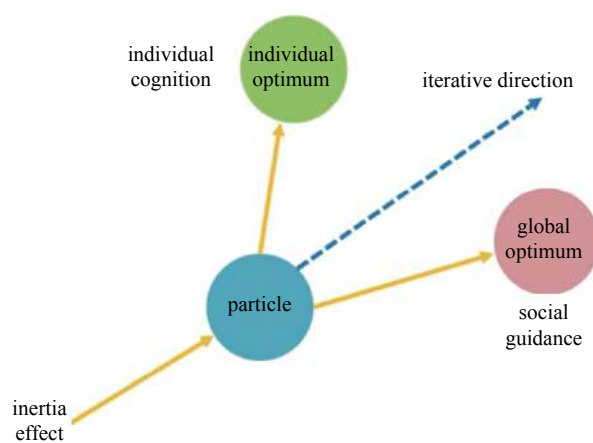 individual
cognition
individual
optimum
iterative direction
global
optimum
particle
social
guidance
inertia
effect